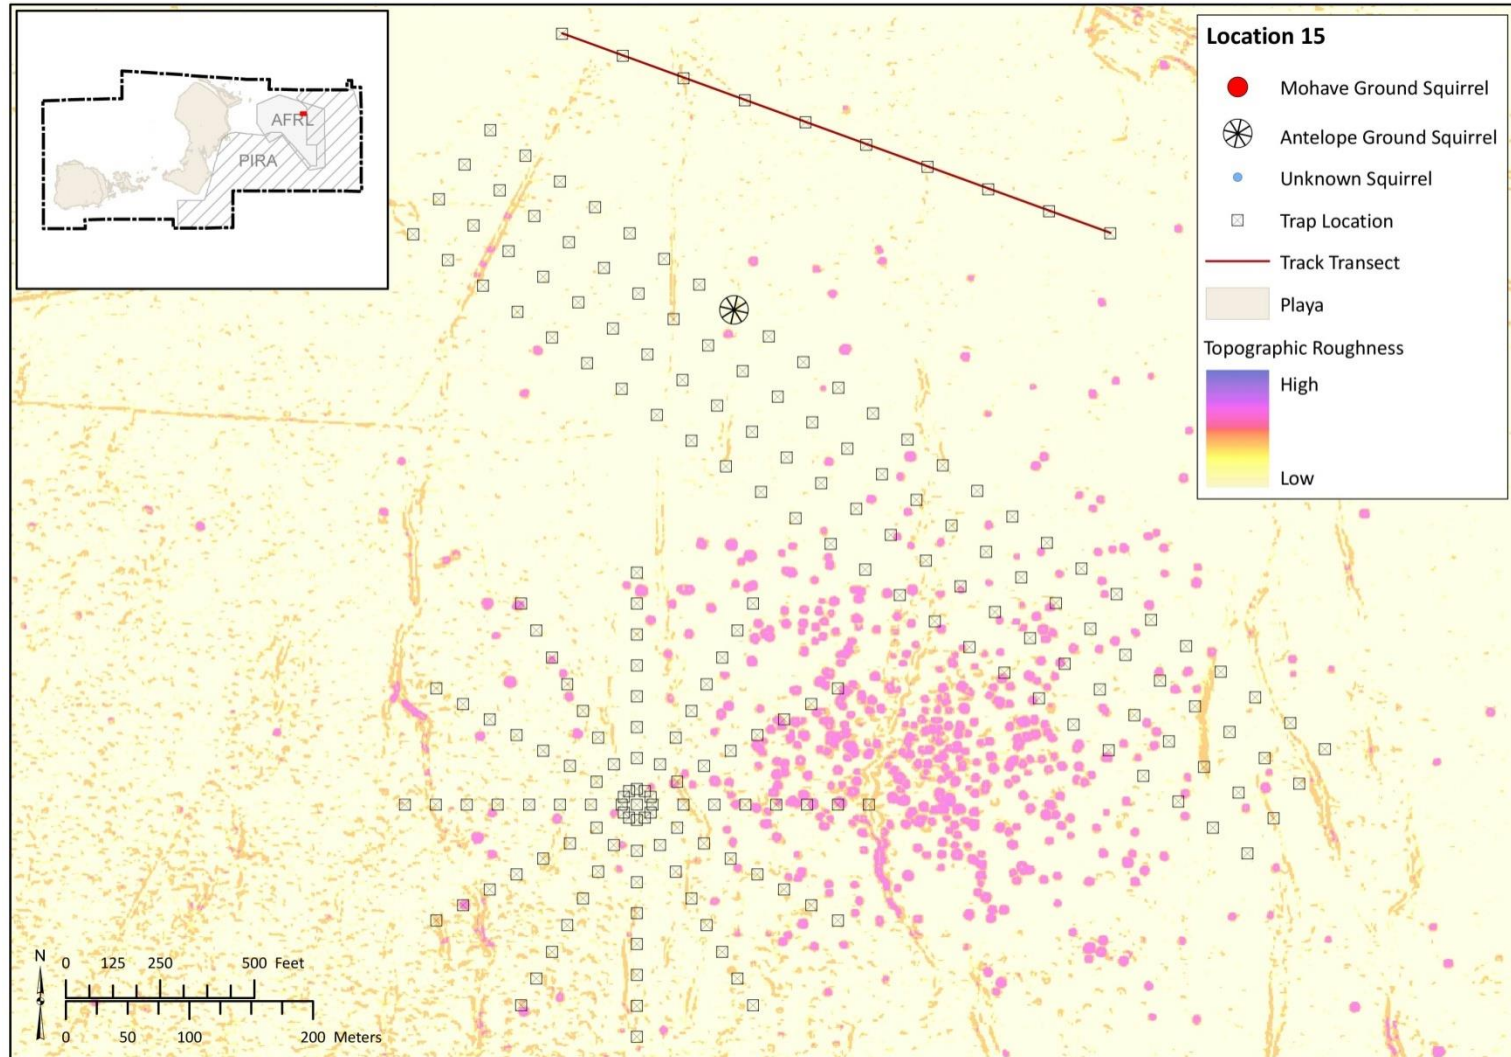 AFRL
PIRA
Location 15
Mohave Ground Squirrel
Antelope Ground Squirrel
Unknown Squirrel
Trap Location
Track Transect
Playa
Topographic Roughness
High
Low
N
0 125 250 500 Feet
0 50 100 200 Meters